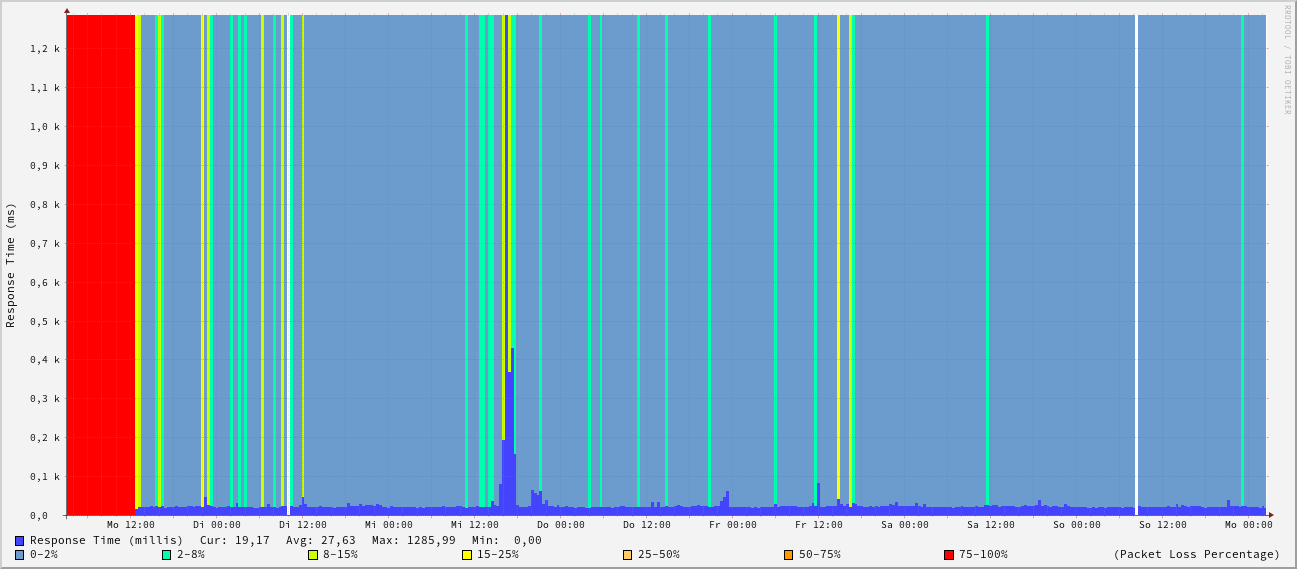 RRDTOOL / TOBI OETIKER
Response Time (ms)
1,2 k
1,1 k
1,0 k
0,9 k
0,8 k
0,7 k
0,6 k
0,5 k
0,4 k
0,3 k
0,2 k
0,1 k
0,0
Mo 12:00 Di 00:00 Di 12:00 Mi 00:00 Mi 12:00 Do 00:00 Do 12:00 Fr 00:00 Fr 12:00 Sa 00:00 Sa 12:00 So 00:00 So 12:00 Mo 00:00
Response Time (millis) Cur: 19,17 Avg: 27,63 Max: 1285,99 Min: 0,00
0-2% 2-8% 8-15% 15-25% 25-50% 50-75% 75-100% (Packet Loss Percentage)